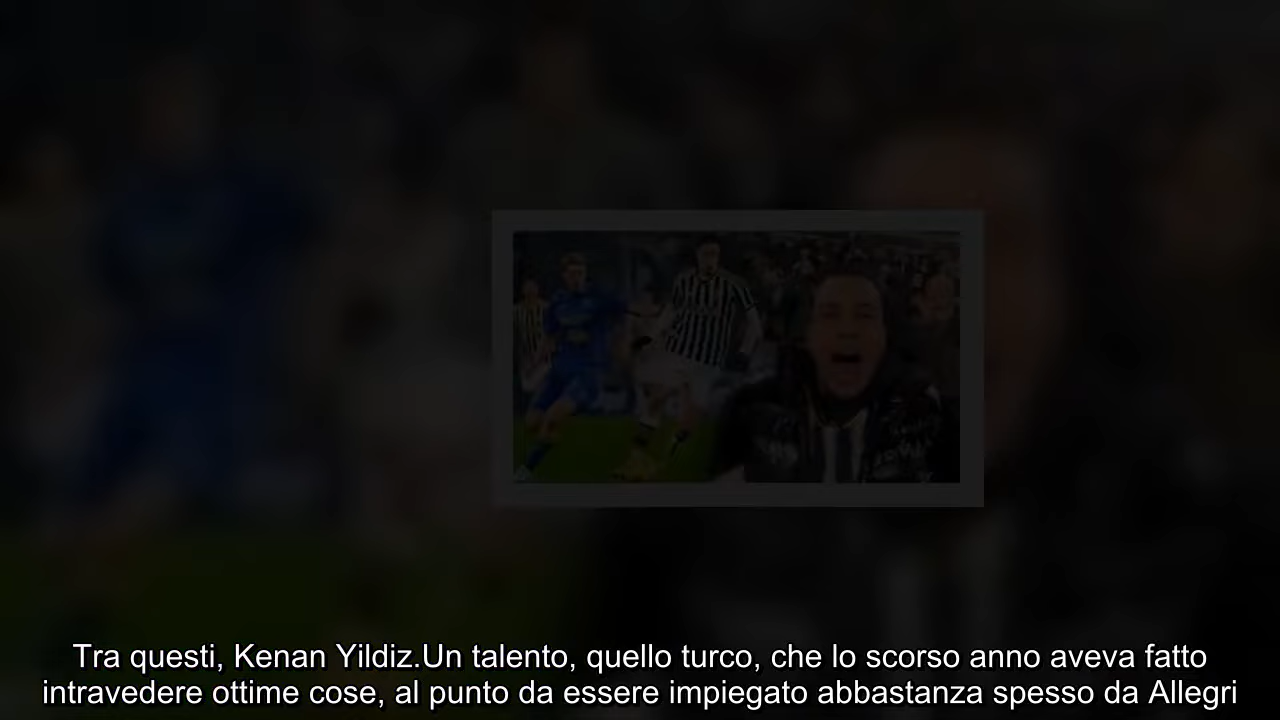 Tra questi, Kenan Yildiz.Un talento, quello turco, che lo scorso anno aveva fatto
intravedere ottime cose, al punto da essere impiegato abbastanza spesso da Allegri